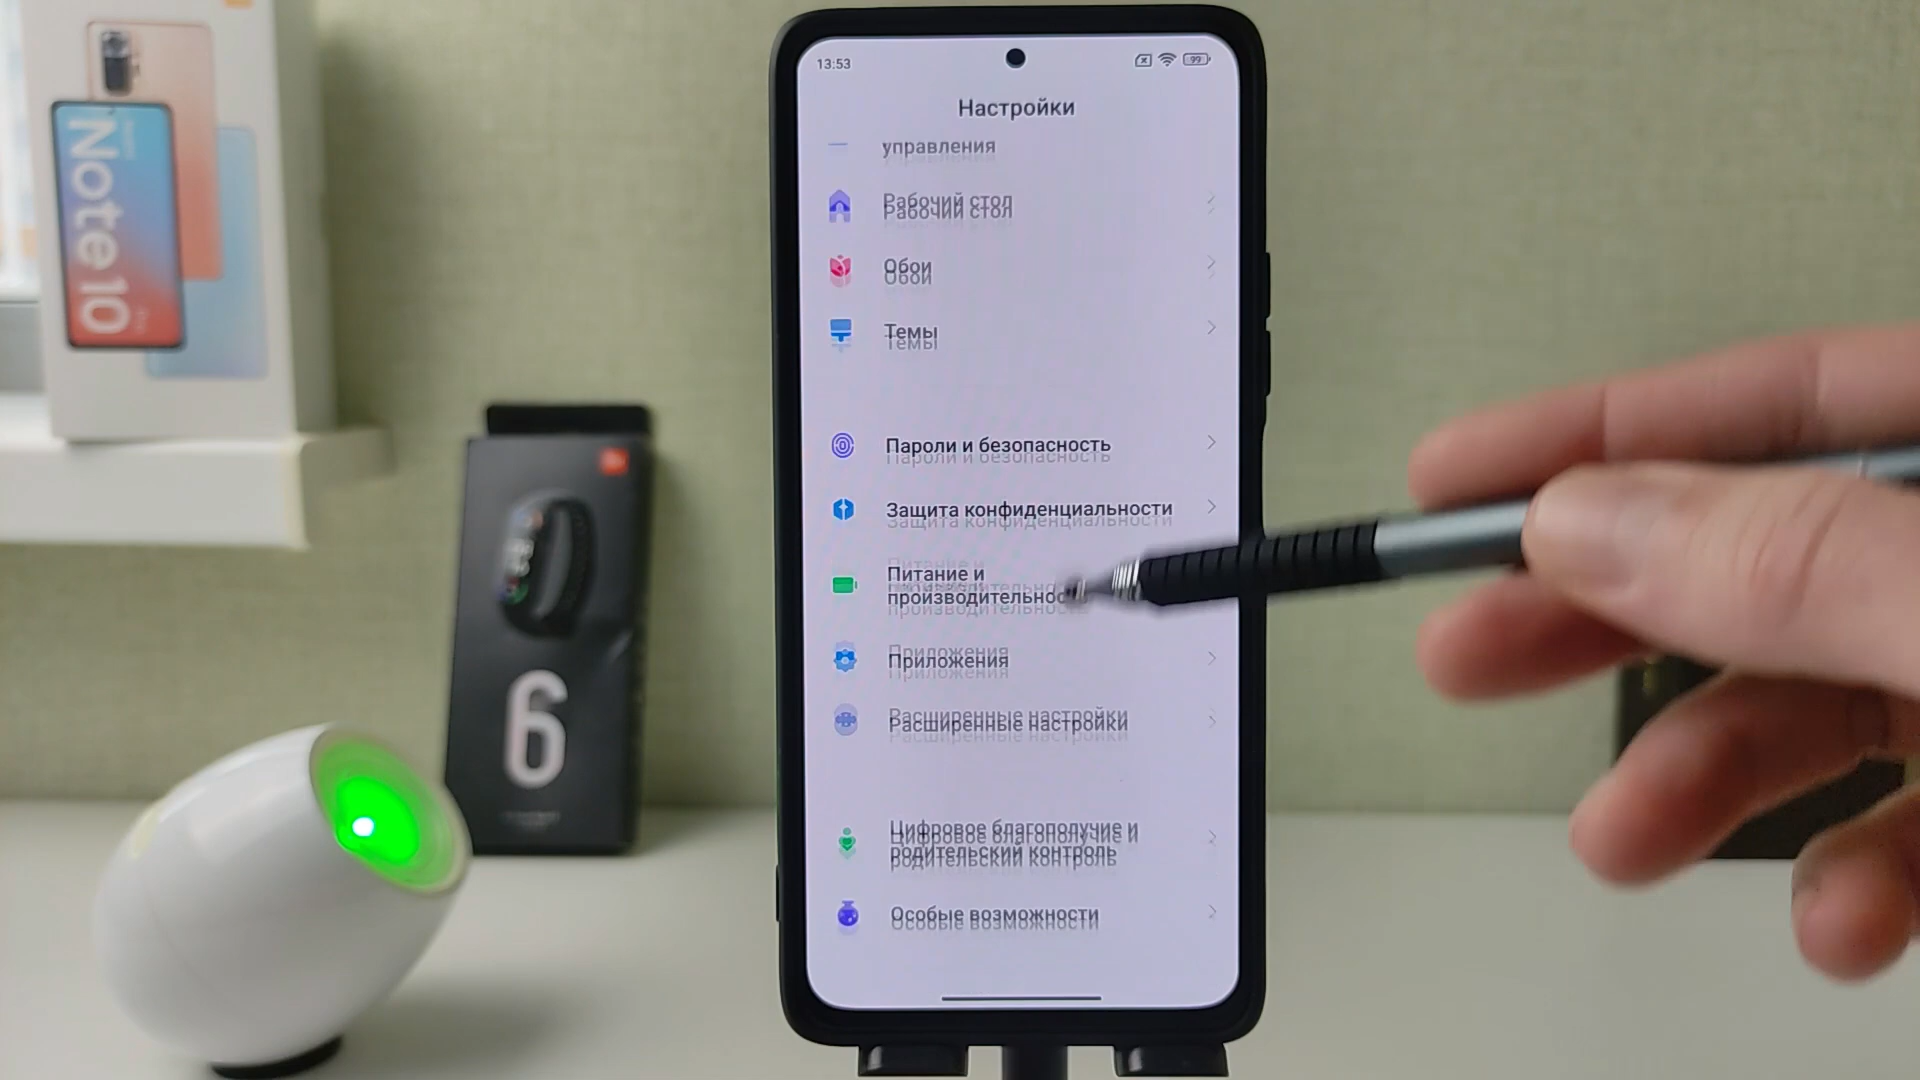 Note 10
6
13:53
99
Настройки
управления
Рабочий стол
Обои
Темы
Пароли и безопасность
Защита конфиденциальности
Питание и
Приложения
Расширенные настройки
Цифровое благополучие и
родительский контроль
Особые возможности